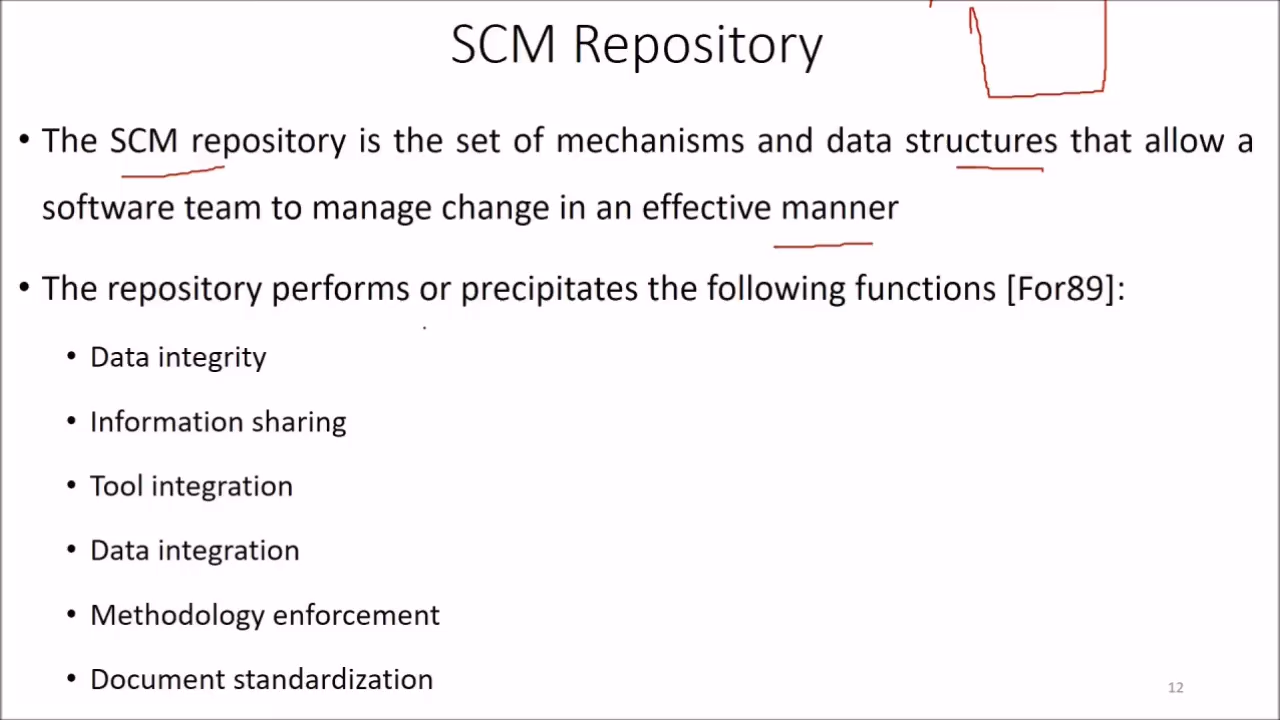 SCM Repository
• The SCM repository is the set of mechanisms and data structures that allow a
software team to manage change in an effective manner
• The repository performs or precipitates the following functions [For89]:
• Data integrity
• Information sharing
• Tool integration
• Data integration
• Methodology enforcement
• Document standardization
12